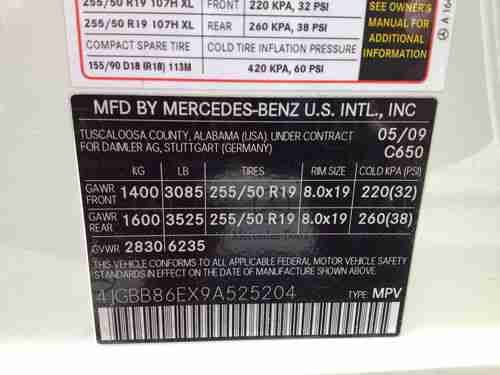 255/50 R19 107H XL FRONT 220 KPA, 32 PSI
255/50 R19 107H XL REAR 260 KPA, 38 PSI
COMPACT SPARE TIRE COLD TIRE INFLATION PRESSURE
155/90 D18 (R18) 113M 420 KPA, 60 PSI
SEE OWNER'S
MANUAL FOR
ADDITIONAL
INFORMATION
A 164
MFD BY MERCEDES-BENZ U.S. INTL., INC
TUSCALOOSA COUNTY, ALABAMA (USA). UNDER CONTRACT 05/09
FOR DAIMLER AG, STUTTGART (GERMANY) C650
KG LB TIRES RIM SIZE COLD KPA (PSI)
GAWR FRONT 1400 3085 255/50 R19 8.0x19 220(32)
GAWR REAR 1600 3525 255/50 R19 8.0x19 260(38)
GVWR 2830 6235
THIS VEHICLE CONFORMS TO ALL APPLICABLE FEDERAL MOTOR VEHICLE SAFETY
STANDARDS IN EFFECT ON THE DATE OF MANUFACTURE SHOWN ABOVE.
4JGBB86EX9A525204 TYPE: MPV